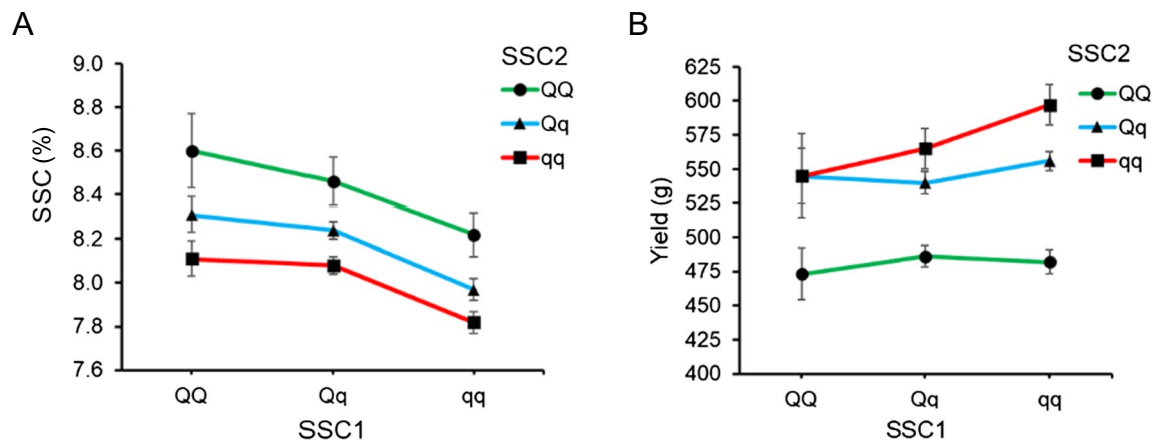 A
SSC2
QQ
Qq
qq
9.0
8.8
8.6
8.4
8.2
8.0
7.8
7.6
SSC (%)
QQ
Qq
qq
SSC1
B
SSC2
QQ
Qq
qq
625
600
575
550
525
500
475
450
425
400
Yield (g)
QQ
Qq
qq
SSC1